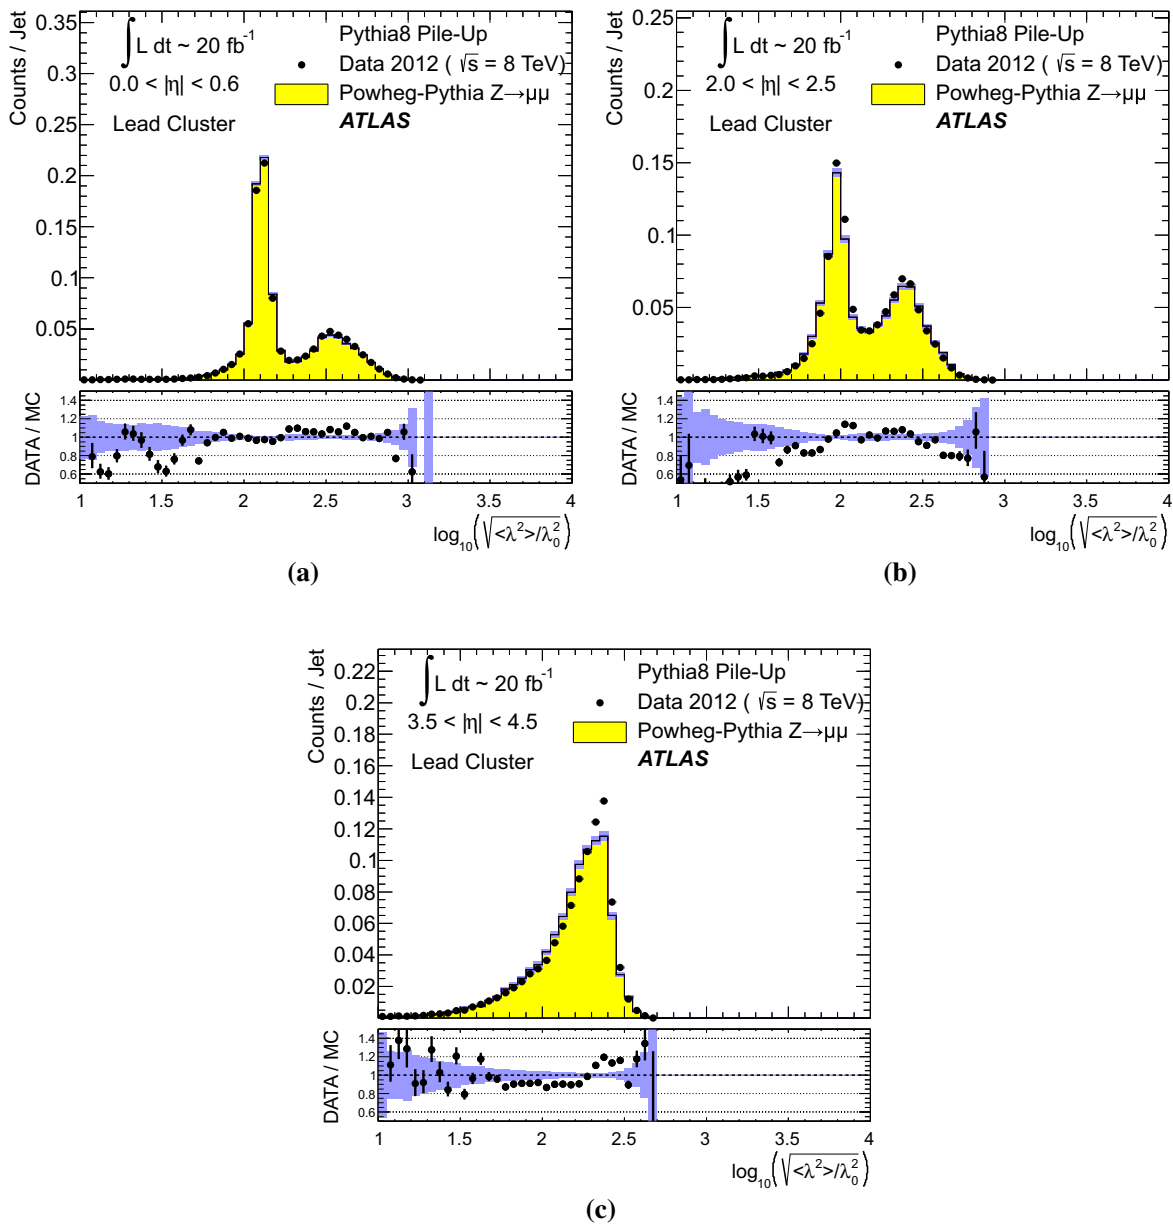 Counts / Jet
0.35
0.3
0.25
0.2
0.15
0.1
0.05
∫ L dt ~ 20 fb⁻¹
0.0 < |η| < 0.6
Lead Cluster
Pythia8 Pile-Up
Data 2012 ( √s = 8 TeV)
Powheg-Pythia Z→μμ
ATLAS
DATA / MC
1.4
1.2
1
0.8
0.6
1 1.5 2 2.5 3 3.5 4
log₁₀(√<λ²>/λ₀²)
(a)
Counts / Jet
0.25
0.2
0.15
0.1
0.05
∫ L dt ~ 20 fb⁻¹
2.0 < |η| < 2.5
Lead Cluster
Pythia8 Pile-Up
Data 2012 ( √s = 8 TeV)
Powheg-Pythia Z→μμ
ATLAS
DATA / MC
1.4
1.2
1
0.8
0.6
1 1.5 2 2.5 3 3.5 4
log₁₀(√<λ²>/λ₀²)
(b)
Counts / Jet
0.22
0.2
0.18
0.16
0.14
0.12
0.1
0.08
0.06
0.04
0.02
∫ L dt ~ 20 fb⁻¹
3.5 < |η| < 4.5
Lead Cluster
Pythia8 Pile-Up
Data 2012 ( √s = 8 TeV)
Powheg-Pythia Z→μμ
ATLAS
DATA / MC
1.4
1.2
1
0.8
0.6
1 1.5 2 2.5 3 3.5 4
log₁₀(√<λ²>/λ₀²)
(c)